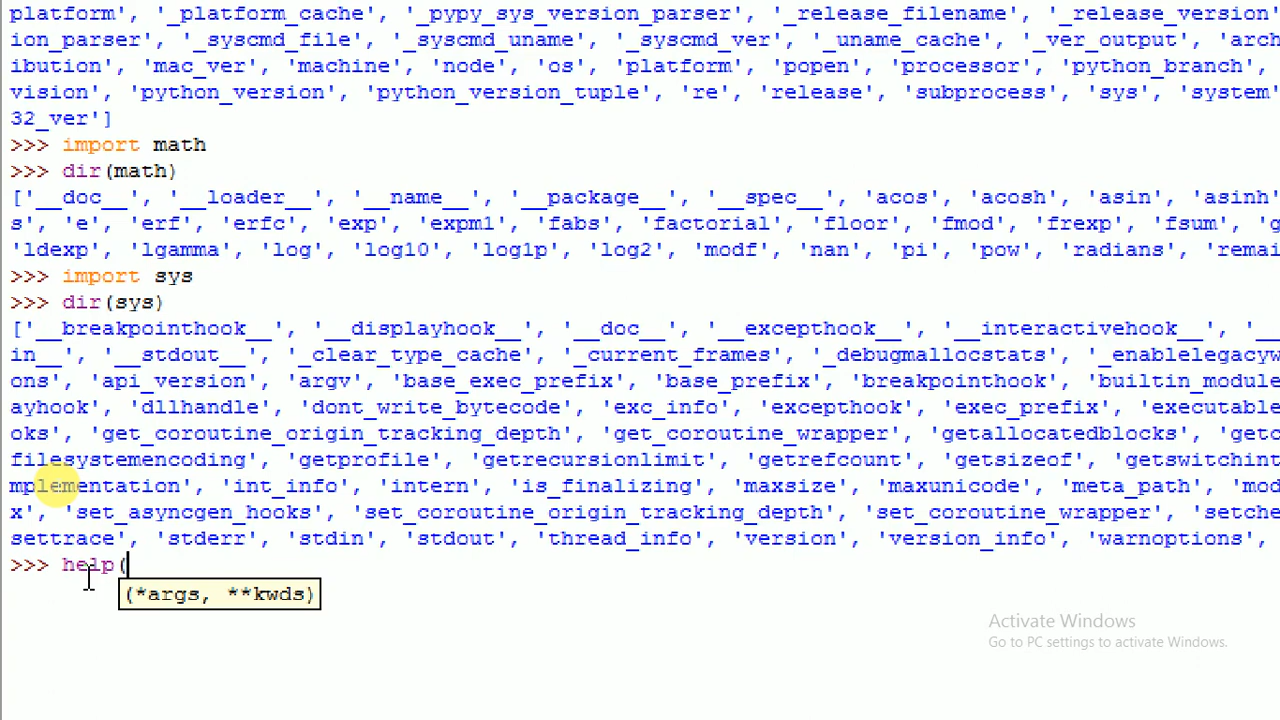 platform', '_platform_cache', '_pypy_sys_version_parser', '_release_filename', '_release_version'
ion_parser', '_syscmd_file', '_syscmd_uname', '_syscmd_ver', '_uname_cache', '_ver_output', 'arch
ibution', 'mac_ver', 'machine', 'node', 'os', 'platform', 'popen', 'processor', 'python_branch',
vision', 'python_version', 'python_version_tuple', 're', 'release', 'subprocess', 'sys', 'system'
32_ver']
>>> import math
>>> dir(math)
['__doc__', '__loader__', '__name__', '__package__', '__spec__', 'acos', 'acosh', 'asin', 'asinh'
s', 'e', 'erf', 'erfc', 'exp', 'expm1', 'fabs', 'factorial', 'floor', 'fmod', 'frexp', 'fsum', 'g
'ldexp', 'lgamma', 'log', 'log10', 'log1p', 'log2', 'modf', 'nan', 'pi', 'pow', 'radians', 'remai
>>> import sys
>>> dir(sys)
['__breakpointhook__', '__displayhook__', '__doc__', '__excepthook__', '__interactivehook__', '__
in__', '__stdout__', '_clear_type_cache', '_current_frames', '_debugmallocstats', '_enablelegacyw
ons', 'api_version', 'argv', 'base_exec_prefix', 'base_prefix', 'breakpointhook', 'builtin_module
ayhook', 'dllhandle', 'dont_write_bytecode', 'exc_info', 'excepthook', 'exec_prefix', 'executable
oks', 'get_coroutine_origin_tracking_depth', 'get_coroutine_wrapper', 'getallocatedblocks', 'getc
filesystemencoding', 'getprofile', 'getrecursionlimit', 'getrefcount', 'getsizeof', 'getswitchint
mplementation', 'int_info', 'intern', 'is_finalizing', 'maxsize', 'maxunicode', 'meta_path', 'mod
x', 'set_asyncgen_hooks', 'set_coroutine_origin_tracking_depth', 'set_coroutine_wrapper', 'setche
settrace', 'stderr', 'stdin', 'stdout', 'thread_info', 'version', 'version_info', 'warnoptions',
>>> help(
(*args, **kwds)
Activate Windows
Go to PC settings to activate Windows.